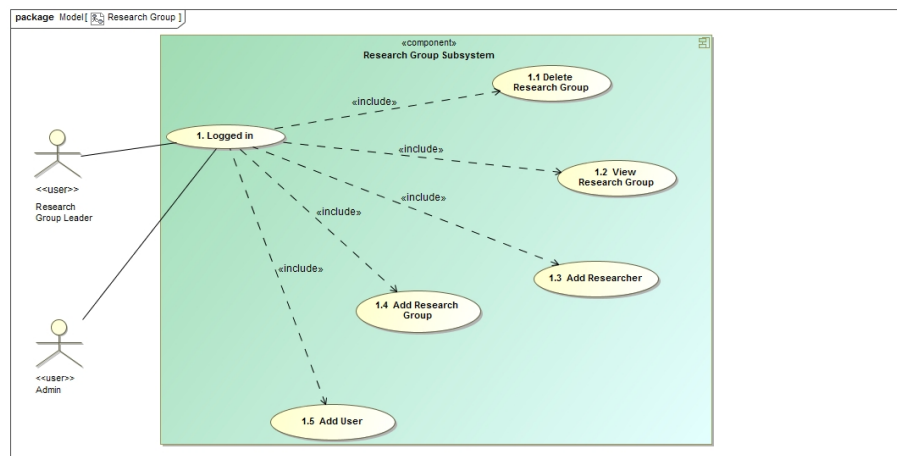 package Model[ Research Group ]
«component»
Research Group Subsystem
1.1 Delete
Research Group
«include»
1. Logged in
«include»
1.2 View
Research Group
<<user>>
Research
Group Leader
«include»
«include»
«include»
1.3 Add Researcher
1.4 Add Research
Group
<<user>>
Admin
1.5 Add User